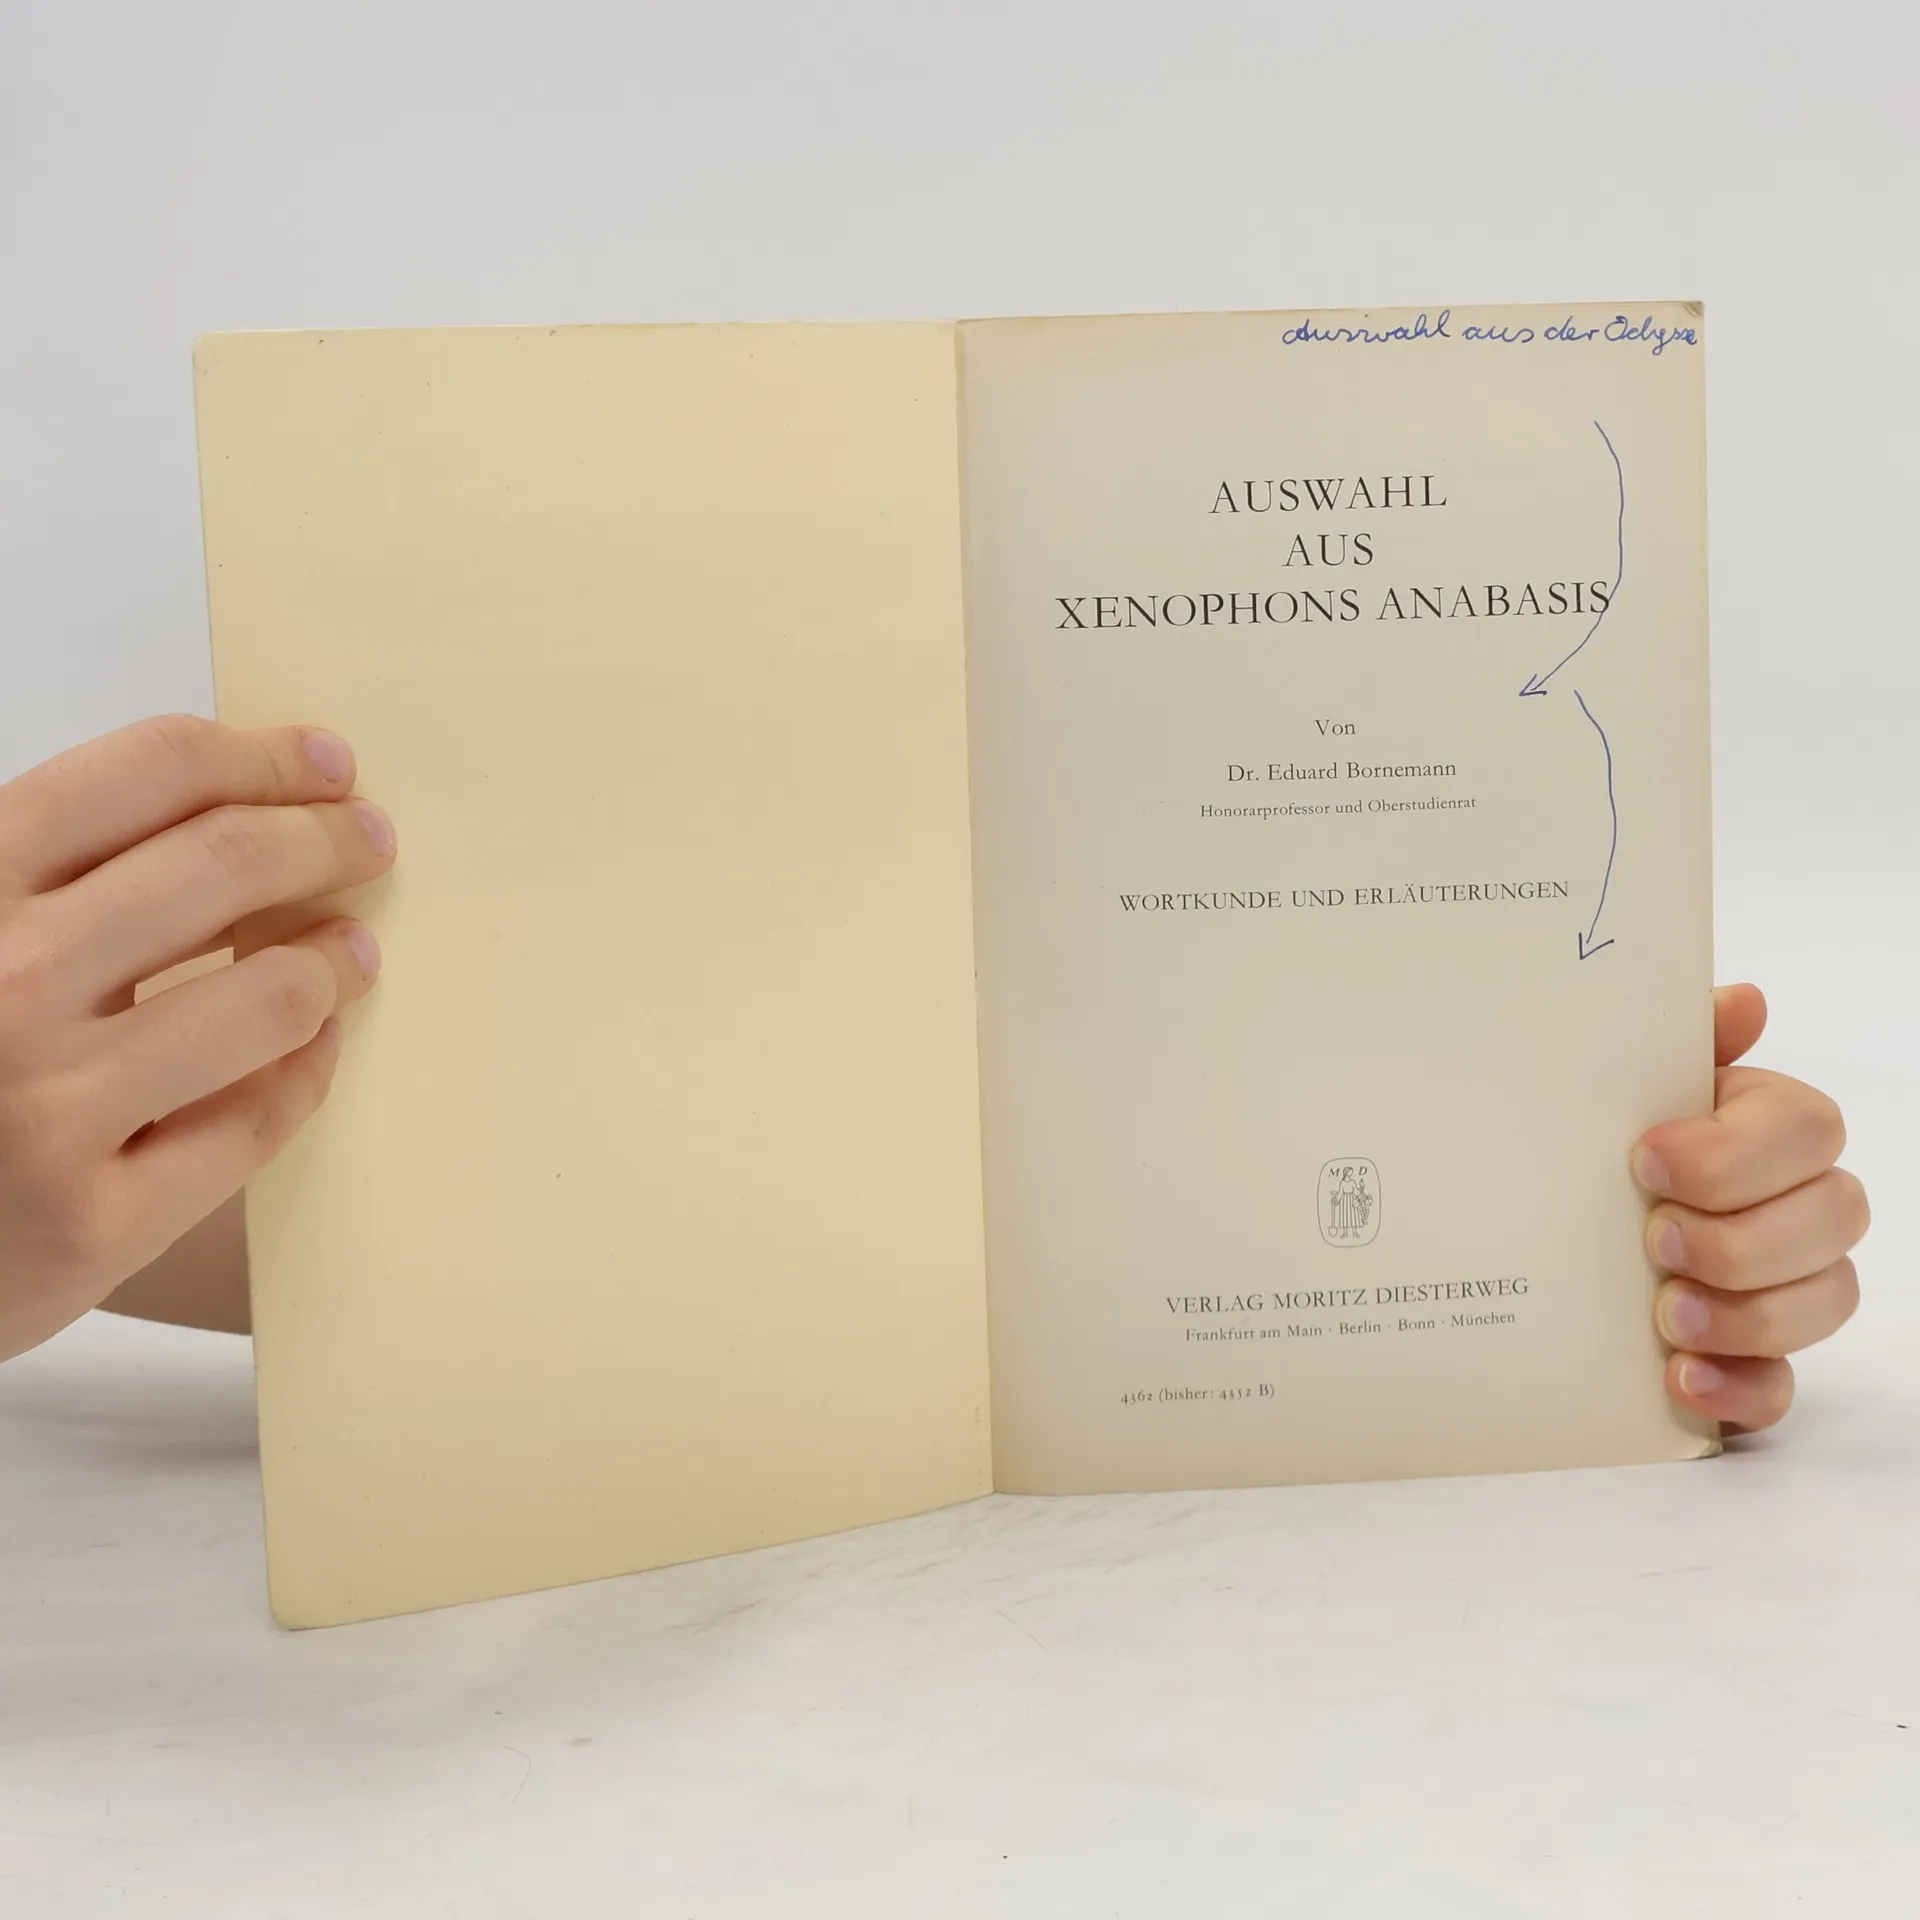 Auswahl aus der Odysse
AUSWAHL
AUS
XENOPHONS ANABASIS
Von
Dr. Eduard Bornemann
Honorarprofessor und Oberstudienrat
WORTKUNDE UND ERLÄUTERUNGEN
M D
VERLAG MORITZ DIESTERWEG
Frankfurt am Main · Berlin · Bonn · München
4362 (bisher: 4352 B)